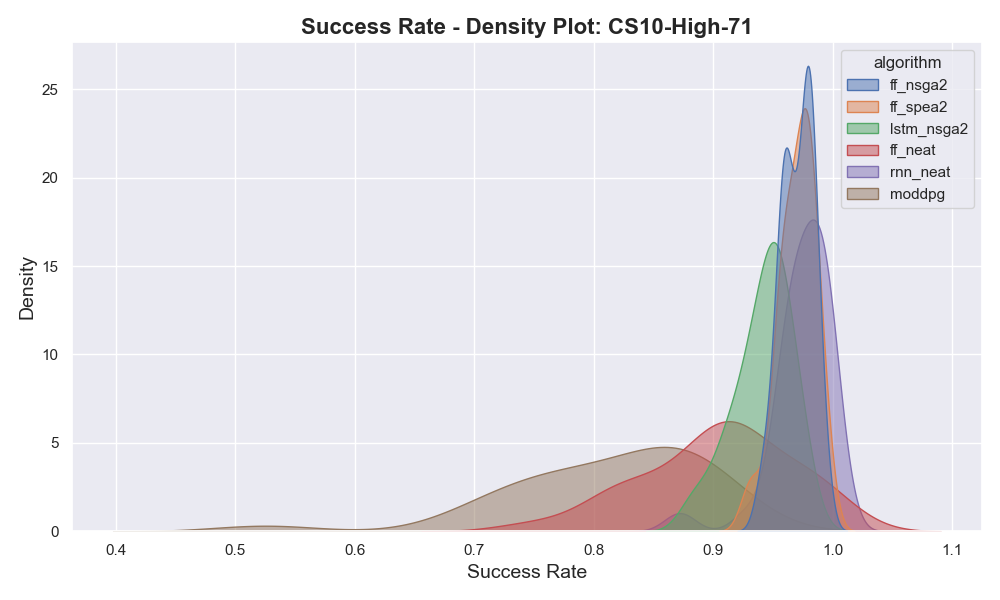 Success Rate - Density Plot: CS10-High-71
algorithm
ff_nsga2
ff_spea2
lstm_nsga2
ff_neat
rnn_neat
moddpg
25
20
15
10
5
0
Density
0.4 0.5 0.6 0.7 0.8 0.9 1.0 1.1
Success Rate